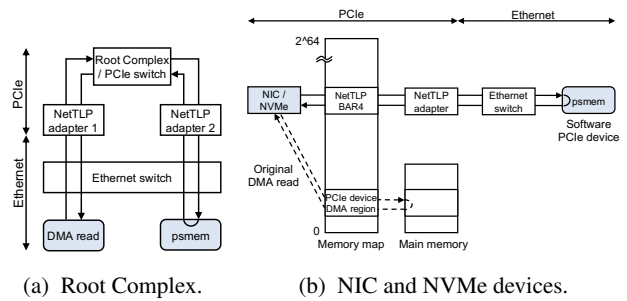 PCIe
Ethernet
Root Complex
/ PCIe switch
NetTLP
adapter 1
NetTLP
adapter 2
Ethernet switch
DMA read
psmem
(a) Root Complex.
PCIe
Ethernet
2^64
NIC /
NVMe
NetTLP
BAR4
NetTLP
adapter
Ethernet
switch
psmem
Software
PCIe device
Original
DMA read
PCIe device
DMA region
0
Memory map
Main memory
(b) NIC and NVMe devices.